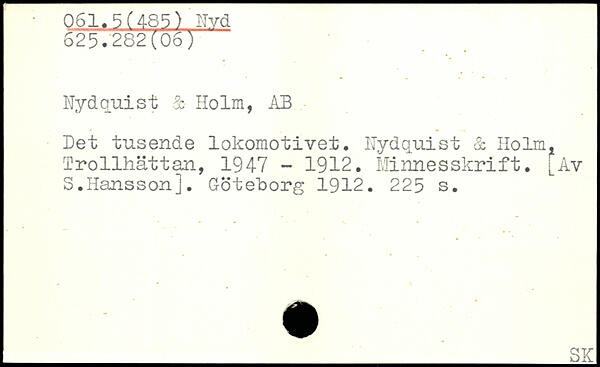 061.5(485) Nyd
625.282(06)
Nydquist & Holm, AB
Det tusende lokomotivet. Nydquist & Holm,
Trollhättan, 1947 - 1912. Minnesskrift. [Av
S.Hansson]. Göteborg 1912. 225 s.
SK